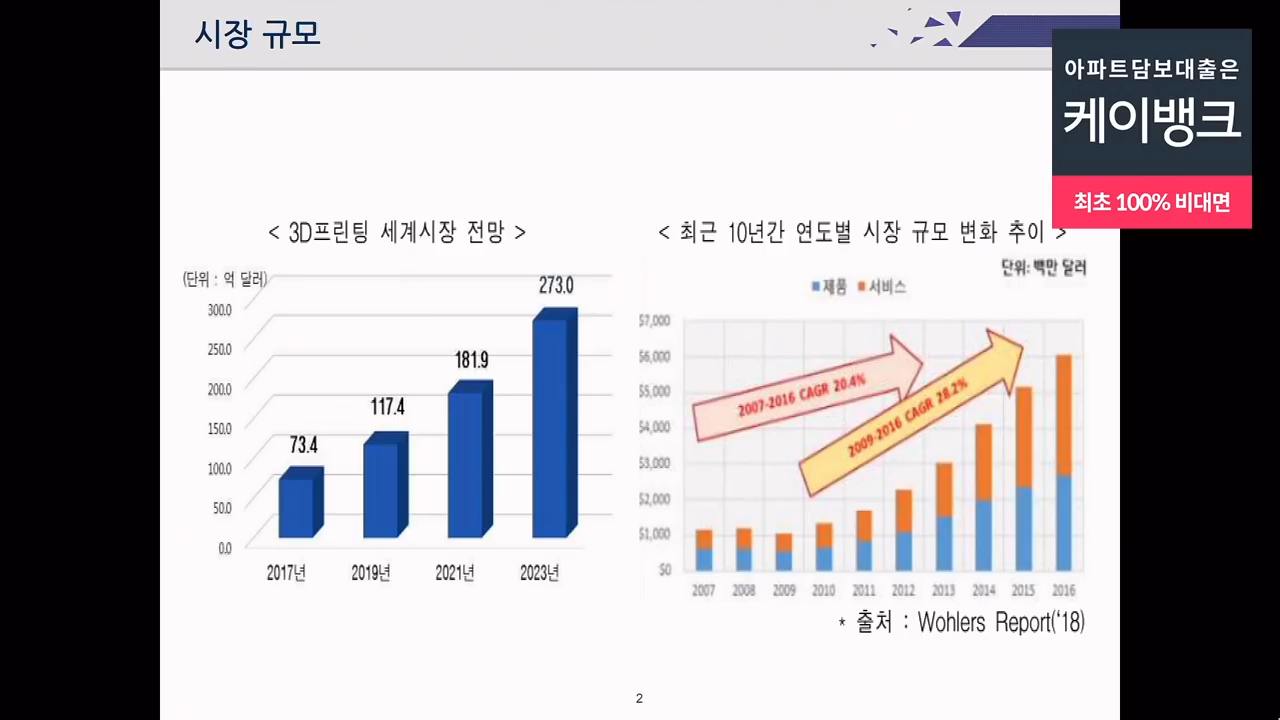 시장 규모
아파트담보대출은
케이뱅크
최초 100% 비대면
< 3D프린팅 세계시장 전망 >
(단위 : 억 달러)
300.0
250.0
200.0
150.0
100.0
50.0
0.0
73.4
117.4
181.9
273.0
2017년 2019년 2021년 2023년
< 최근 10년간 연도별 시장 규모 변화 추이 >
단위: 백만 달러
제품 서비스
$7,000
$6,000
$5,000
$4,000
$3,000
$2,000
$1,000
$0
2007-2016 CAGR 20.4%
2009-2016 CAGR 28.2%
2007 2008 2009 2010 2011 2012 2013 2014 2015 2016
* 출처 : Wohlers Report('18)
2